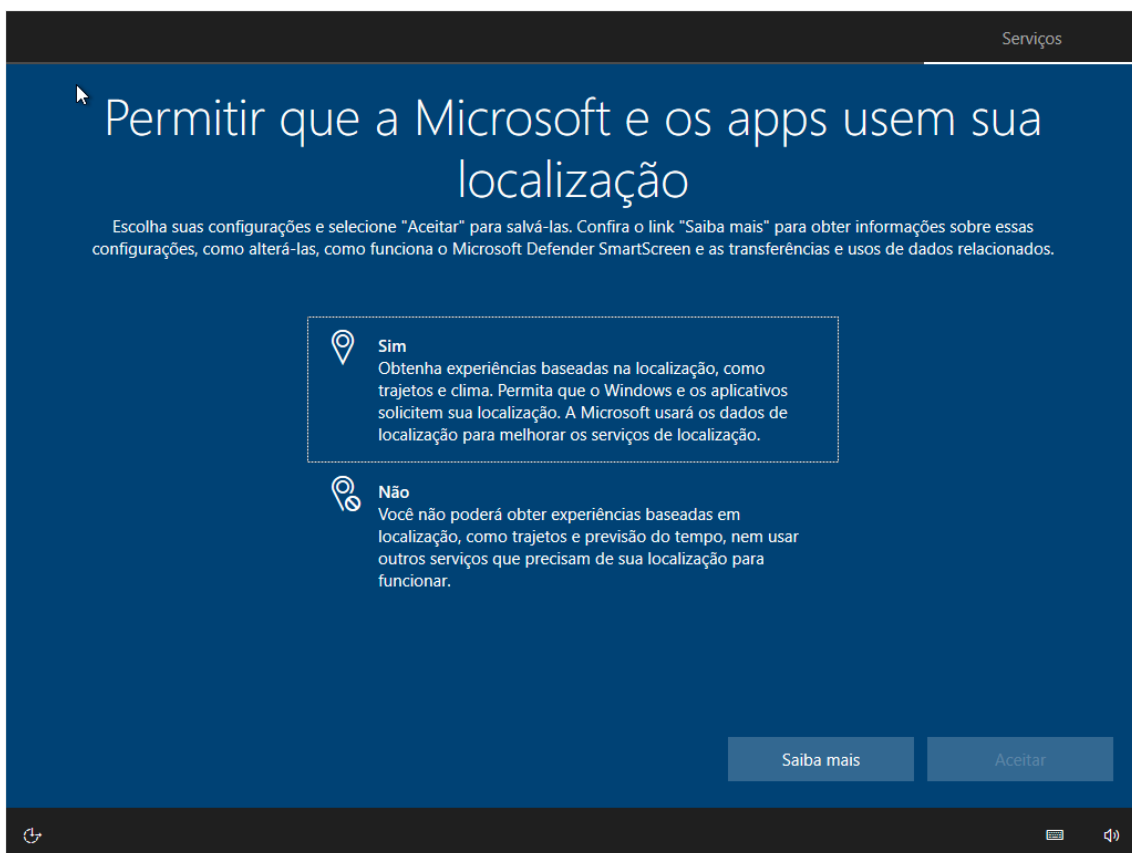 Serviços
Permitir que a Microsoft e os apps usem sua
localização
Escolha suas configurações e selecione "Aceitar" para salvá-las. Confira o link "Saiba mais" para obter informações sobre essas
configurações, como alterá-las, como funciona o Microsoft Defender SmartScreen e as transferências e usos de dados relacionados.
Sim
Obtenha experiências baseadas na localização, como
trajetos e clima. Permita que o Windows e os aplicativos
solicitem sua localização. A Microsoft usará os dados de
localização para melhorar os serviços de localização.
Não
Você não poderá obter experiências baseadas em
localização, como trajetos e previsão do tempo, nem usar
outros serviços que precisam de sua localização para
funcionar.
Saiba mais
Aceitar